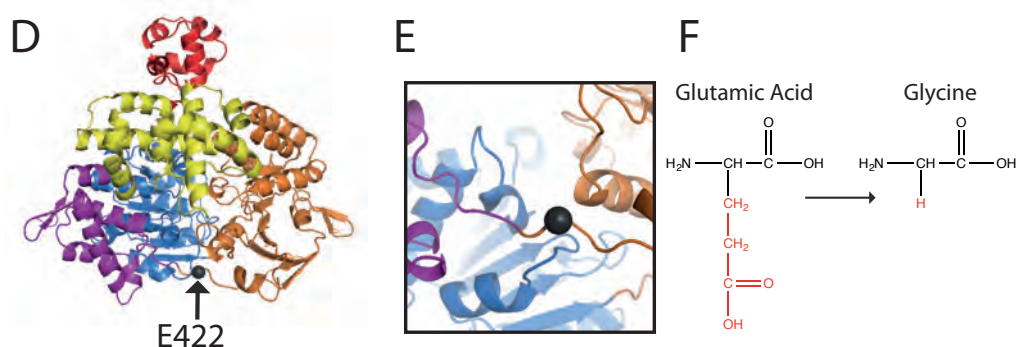 D
E422
E
F
Glutamic Acid
Glycine
O
H₂N CH C OH
CH₂
CH₂
C O
OH
O
H₂N CH C OH
H